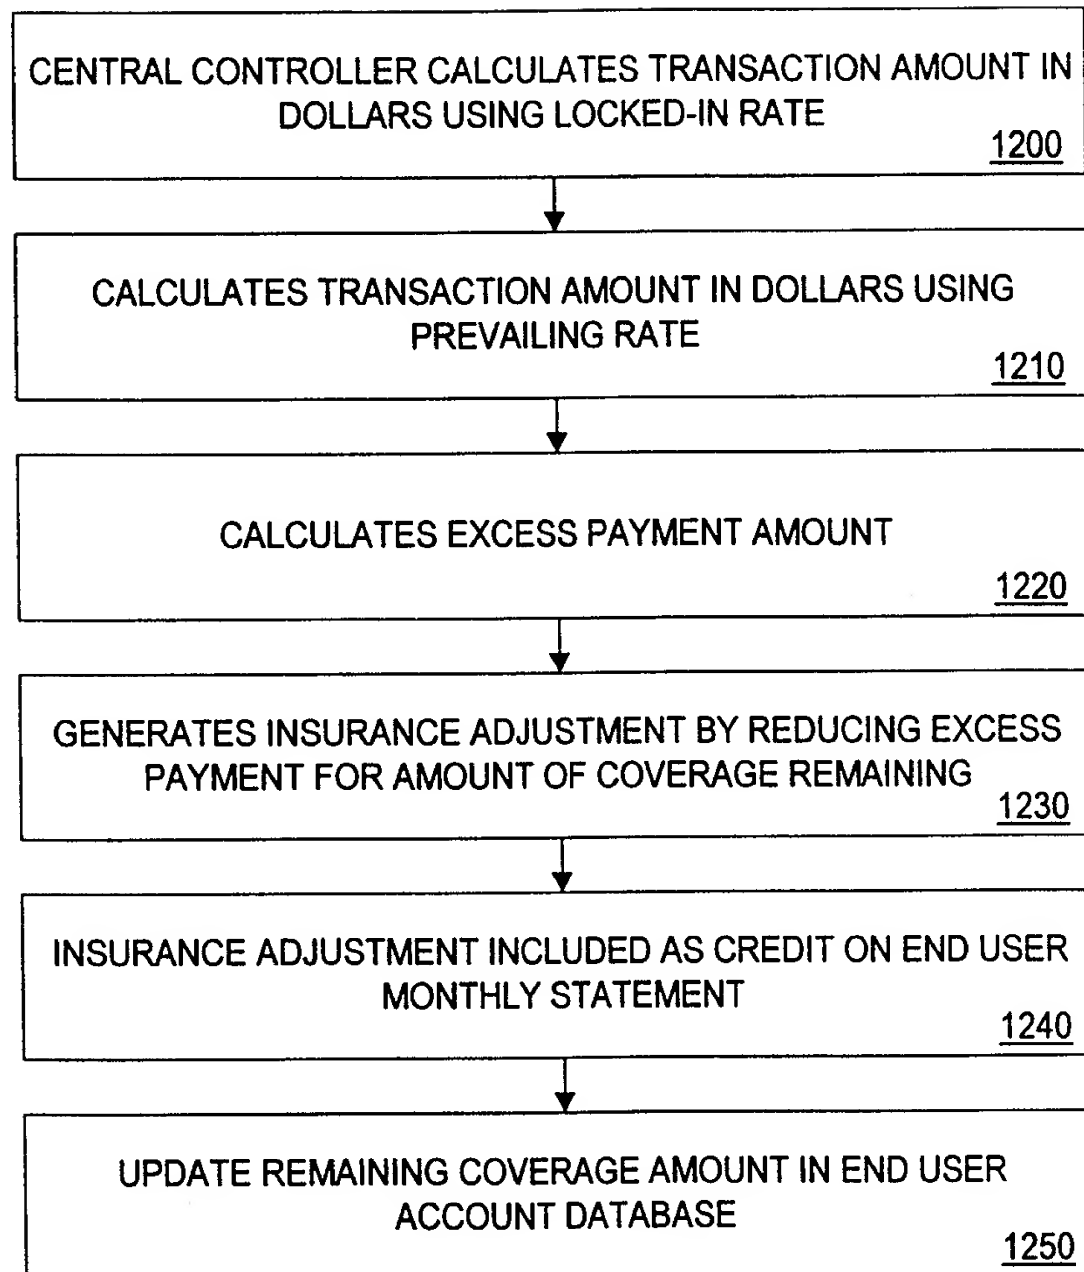 CENTRAL CONTROLLER CALCULATES TRANSACTION AMOUNT IN
DOLLARS USING LOCKED-IN RATE
1200
CALCULATES TRANSACTION AMOUNT IN DOLLARS USING
PREVAILING RATE
1210
CALCULATES EXCESS PAYMENT AMOUNT
1220
GENERATES INSURANCE ADJUSTMENT BY REDUCING EXCESS
PAYMENT FOR AMOUNT OF COVERAGE REMAINING
1230
INSURANCE ADJUSTMENT INCLUDED AS CREDIT ON END USER
MONTHLY STATEMENT
1240
UPDATE REMAINING COVERAGE AMOUNT IN END USER
ACCOUNT DATABASE
1250